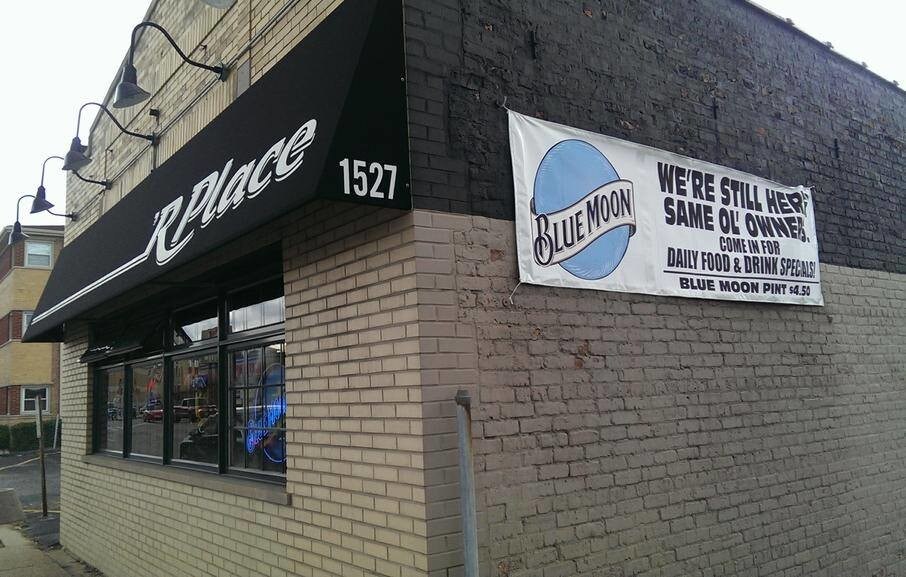 'R Place
1527
BLUE MOON
WE'RE STILL HERE
SAME OL' OWNER.
COME IN FOR
DAILY FOOD & DRINK SPECIALS!
BLUE MOON PINT $4.50